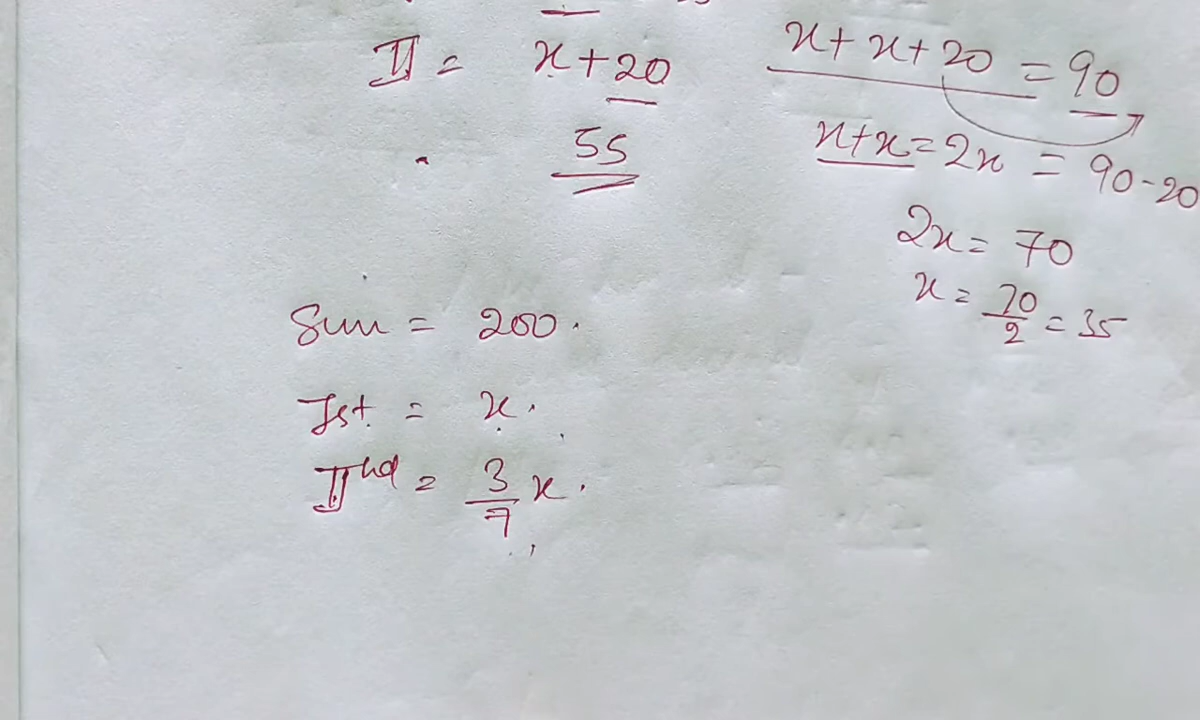 II = x + 20
55
x + x + 20 = 90
x + x = 2x = 90 - 20
2x = 70
x = 70/2 = 35
Sum = 200.
Ist = x.
IInd = 3/7 x.